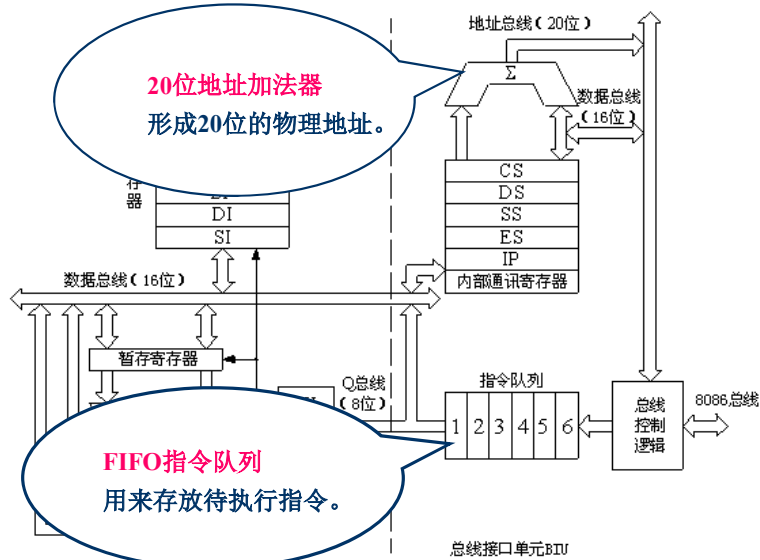 地址总线(20位)
Σ
20位地址加法器
形成20位的物理地址。
数据总线
(16位)
存
器
DI
SI
CS
DS
SS
ES
IP
内部通讯寄存器
数据总线(16位)
暂存寄存器
Q总线
(8位)
指令队列
1 2 3 4 5 6
总线
控制
逻辑
8086总线
FIFO指令队列
用来存放待执行指令。
总线接口单元BIU